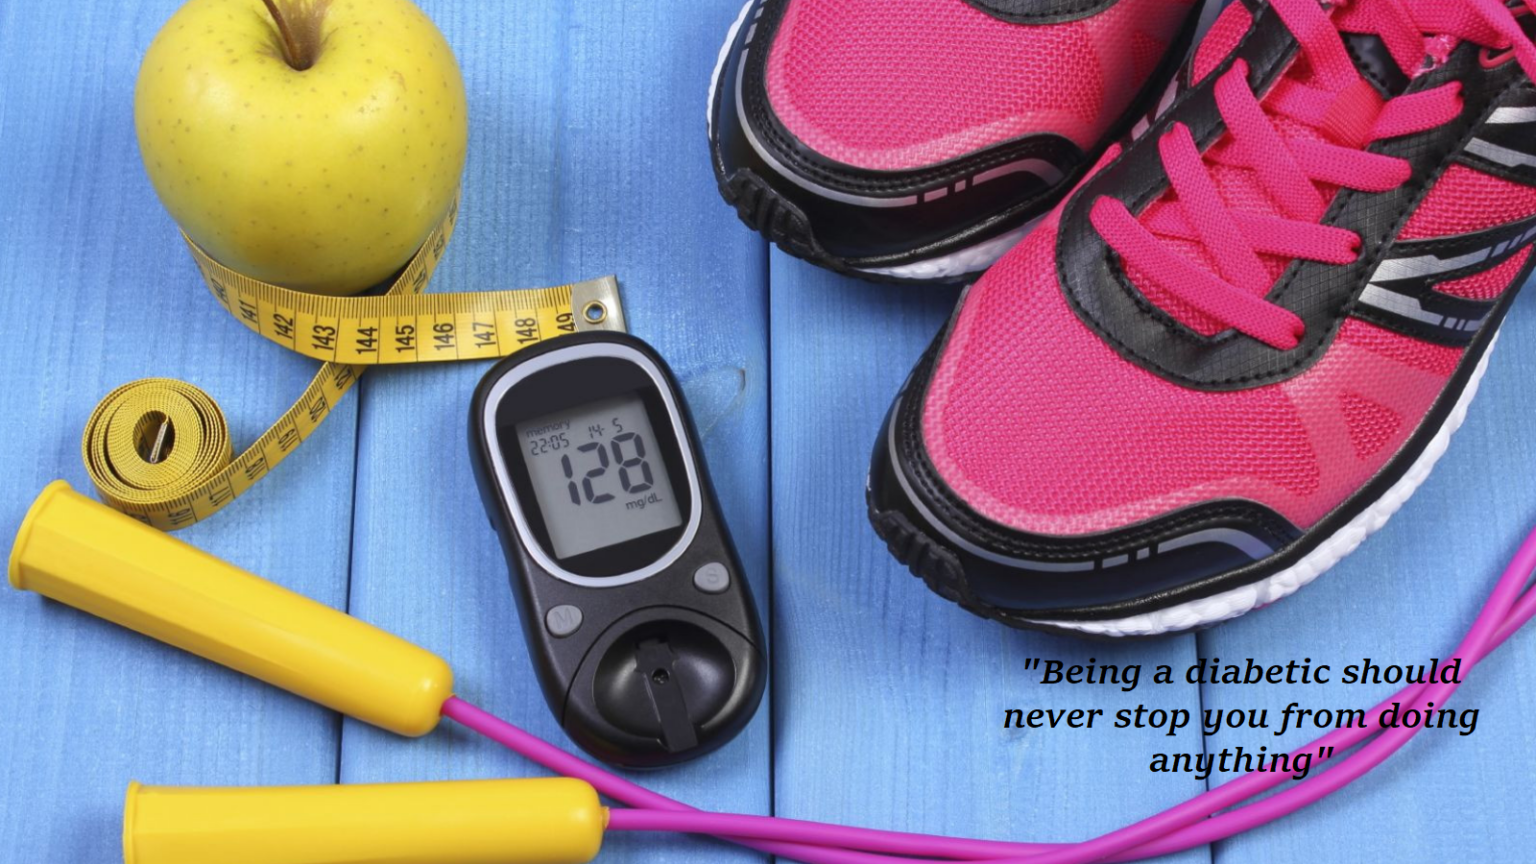 141 142 143 144 145 146 147 148 49
memory
22:05 14- 5
128
mg/dL
S
M
"Being a diabetic should
never stop you from doing
anything"